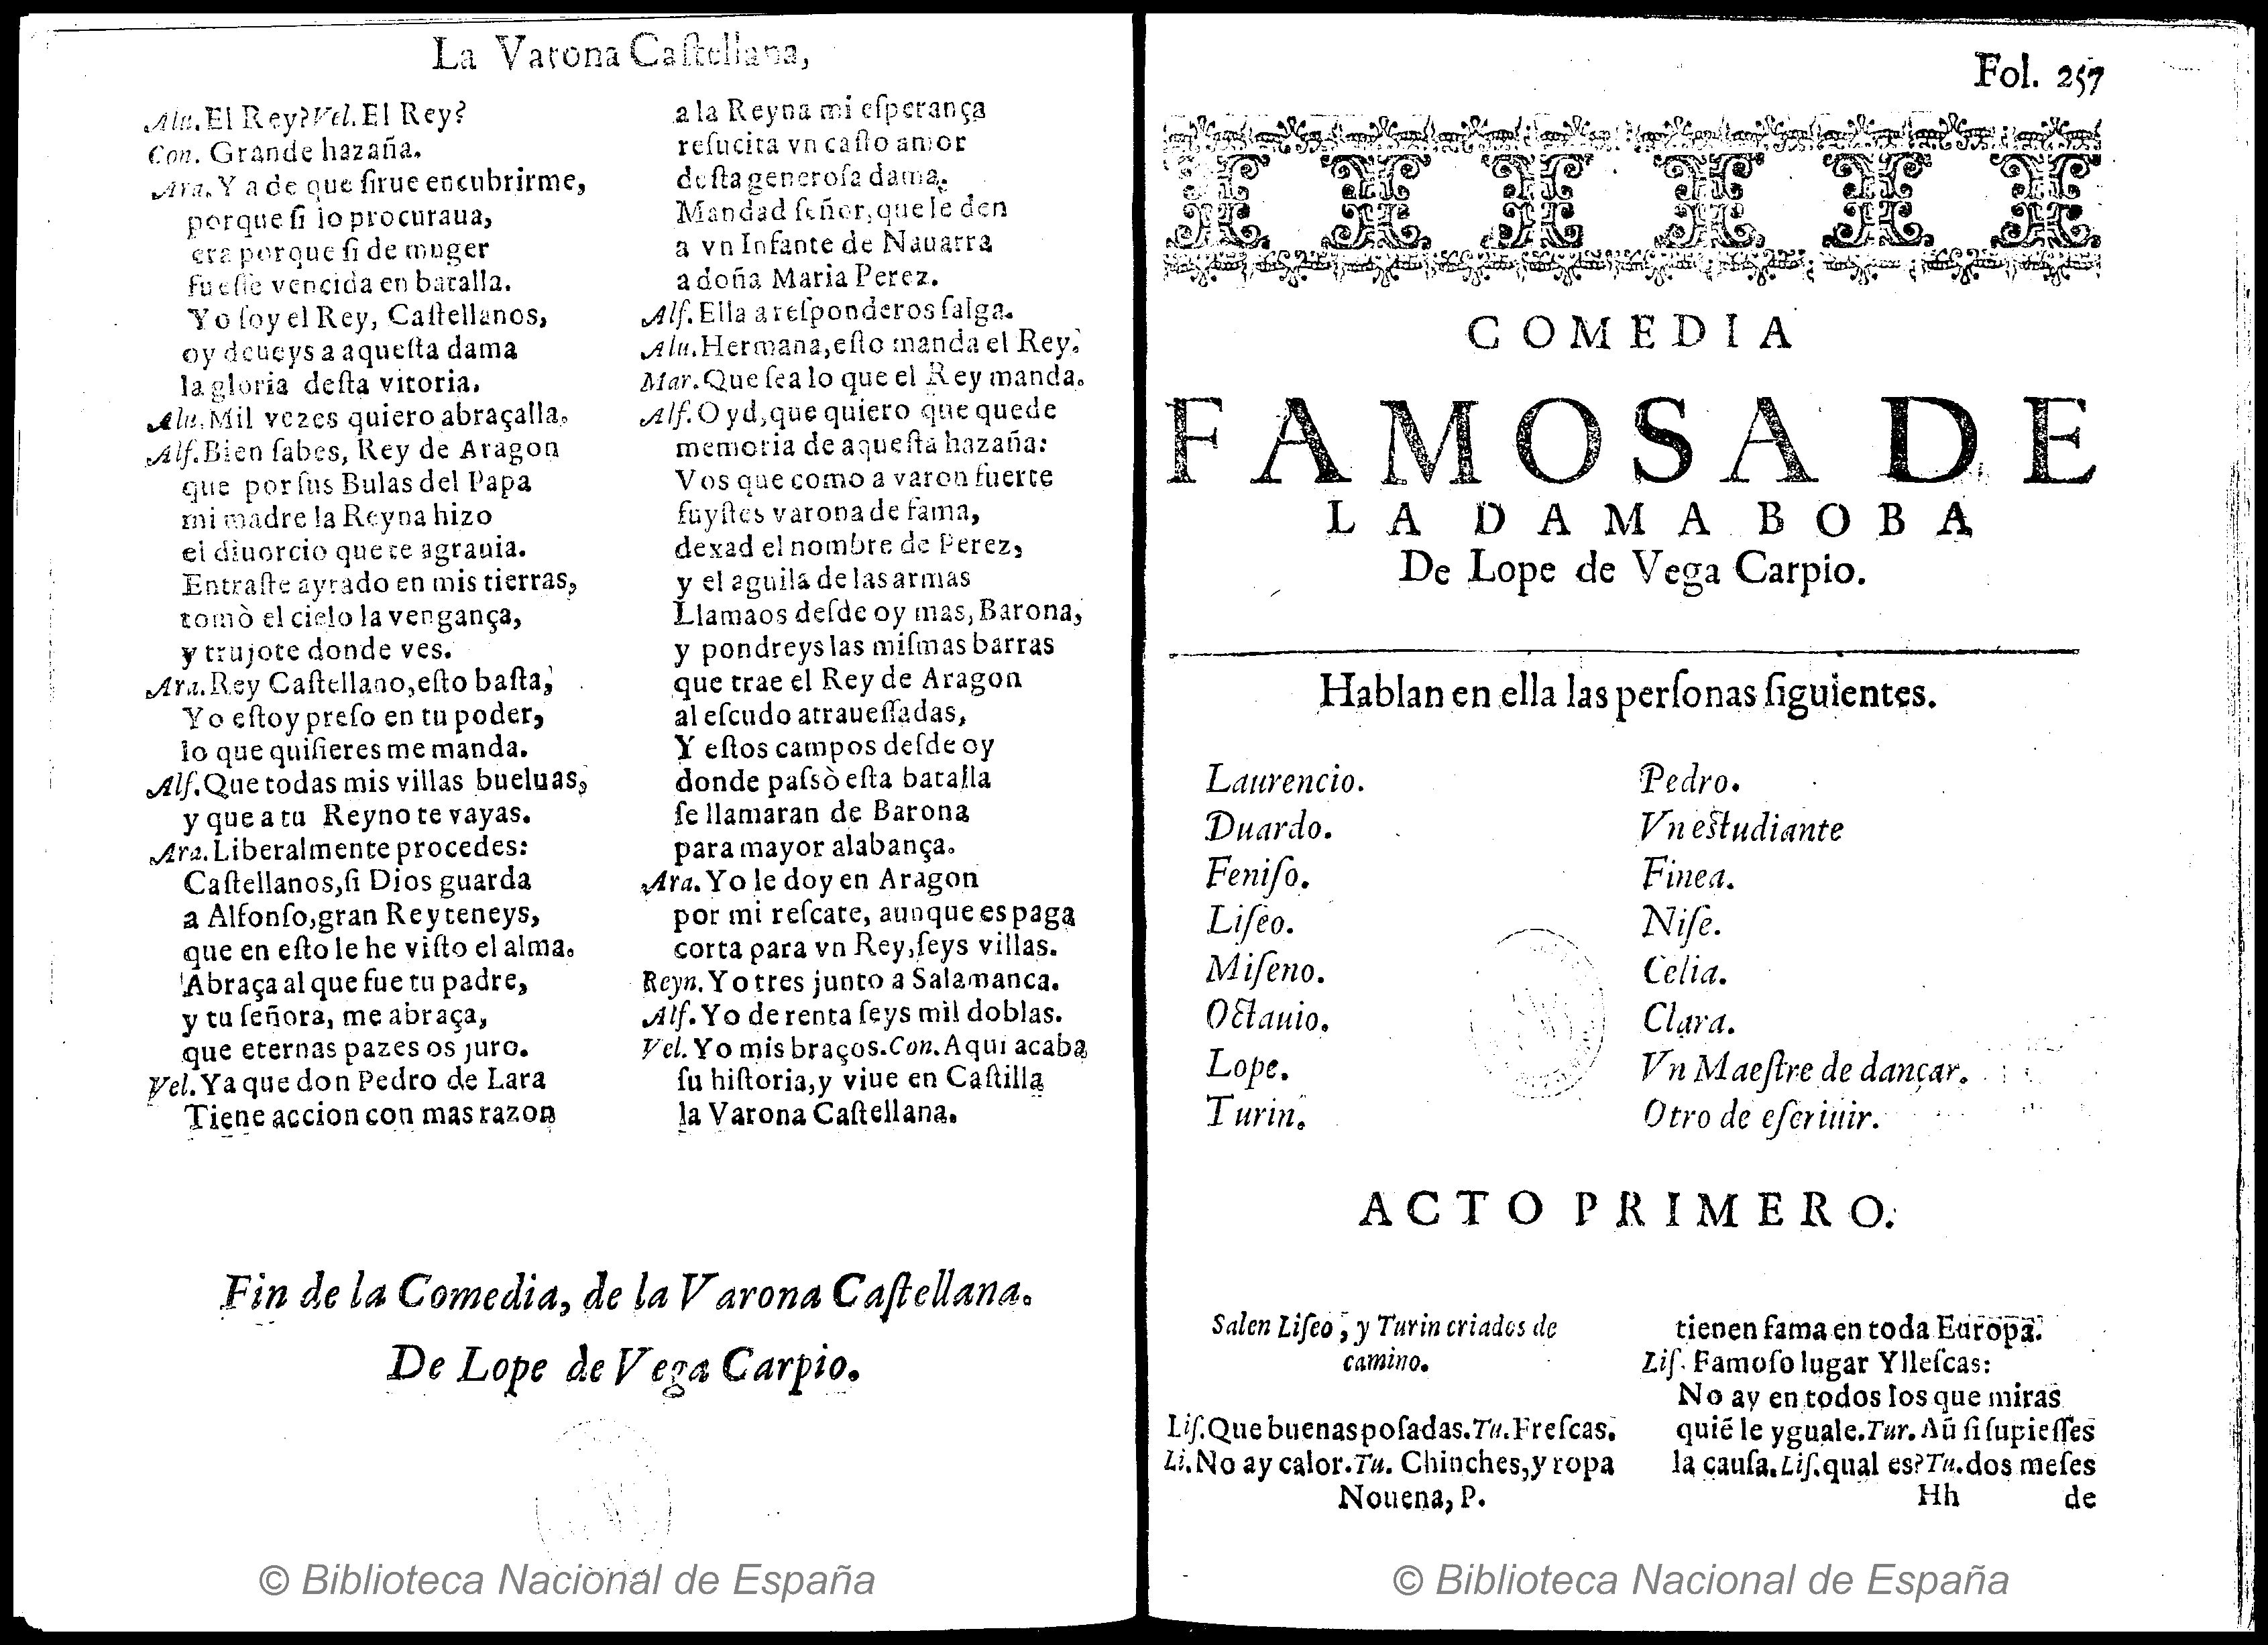 La Varona Caſtellana,
Alu. El Rey? Vel. El Rey?
Con. Grande hazaña.
Ara. Y a de que ſirue encubrirme,
porque ſi lo procuraua,
era porque ſi de muger
fueſſe vencida en batalla.
Yo ſoy el Rey, Caſtellanos,
oy deueys a aqueſta dama
la gloria deſta vitoria.
Alu. Mil vezes quiero abraçalla.
Alf. Bien ſabes, Rey de Aragon
que por ſus Bulas del Papa
mi madre la Reyna hizo
el diuorcio que te agrauia.
Entraſte ayrado en mis tierras,
tomò el cielo la vengança,
y trujote donde ves.
Ara. Rey Caſtellano, eſto baſta,
Yo eſtoy preſo en tu poder,
lo que quiſieres me manda.
Alf. Que todas mis villas bueluas,
y que a tu Reyno te vayas.
Ara. Liberalmente procedes:
Caſtellanos, ſi Dios guarda
a Alfonſo, gran Rey teneys,
que en eſto le he viſto el alma.
Abraça al que fue tu padre,
y tu ſeñora, me abraça,
que eternas pazes os juro.
Vel. Ya que don Pedro de Lara
Tiene accion con mas razon
a la Reyna mi eſperança
reſucita vn caſto amor
deſta generoſa dama.
Mandad ſeñor, que le den
a vn Infante de Nauarra
a doña Maria Perez.
Alf. Ella a reſponderos ſalga.
Alu. Hermana, eſto manda el Rey.
Mar. Que ſea lo que el Rey manda.
Alf. Oyd, que quiero que quede
memoria de aqueſta hazaña:
Vos que como a varon fuerte
fuyſtes varona de fama,
dexad el nombre de Perez,
y el aguila de las armas
Llamaos deſde oy mas, Barona,
y pondreys las miſmas barras
que trae el Rey de Aragon
al eſcudo atraueſſadas,
Y eſtos campos deſde oy
donde paſsò eſta batalla
ſe llamaran de Barona
para mayor alabança.
Ara. Yo le doy en Aragon
por mi reſcate, aunque es paga
corta para vn Rey, ſeys villas.
Reyn. Yo tres junto a Salamanca.
Alf. Yo de renta ſeys mil doblas.
Vel. Yo mis braços. Con. Aqui acaba
ſu hiſtoria, y viue en Caſtilla
la Varona Caſtellana.
Fin de la Comedia, de la Varona Caſtellana.
De Lope de Vega Carpio.
© Biblioteca Nacional de España
Fol. 257
COMEDIA
FAMOSA DE
LA DAMA BOBA
De Lope de Vega Carpio.
Hablan en ella las perſonas ſiguientes.
Laurencio.
Duardo.
Feniſo.
Liſeo.
Miſeno.
Octauio.
Lope.
Turin.
Pedro.
Vn eſtudiante
Finea.
Niſe.
Celia.
Clara.
Vn Maeſtre de dançar.
Otro de eſcriuir.
ACTO PRIMERO.
Salen Liſeo, y Turin criados de
camino.
Liſ. Que buenas poſadas. Tu. Freſcas.
Li. No ay calor. Tu. Chinches, y ropa
tienen fama en toda Europa.
Liſ. Famoſo lugar Ylleſcas:
No ay en todos los que miras
quiẽ le yguale. Tur. Aũ ſi ſupieſſes
la cauſa. Liſ. qual es? Tu. dos meſes
Nouena, P.
Hh
de
© Biblioteca Nacional de España